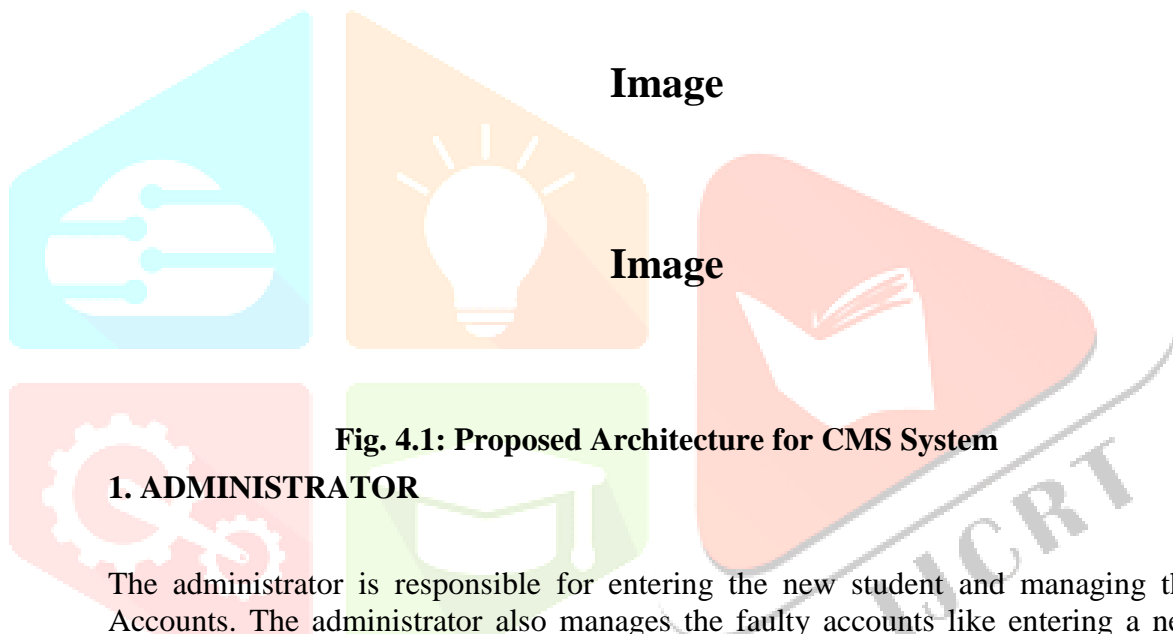 Image
Image
Fig. 4.1: Proposed Architecture for CMS System
1. ADMINISTRATOR
IJCRT
The administrator is responsible for entering the new student and managing
Accounts. The administrator also manages the faulty accounts like entering a